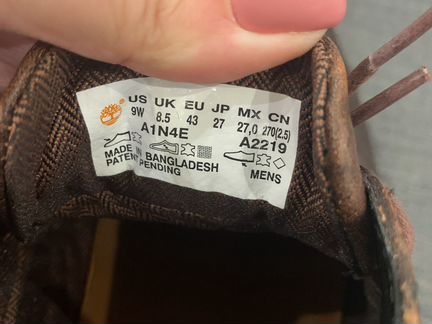 US UK EU JP MX CN
9W 8.5 43 27 27,0 270(2.5)
A1N4E A2219
MADE IN BANGLADESH
PATENT PENDING MENS